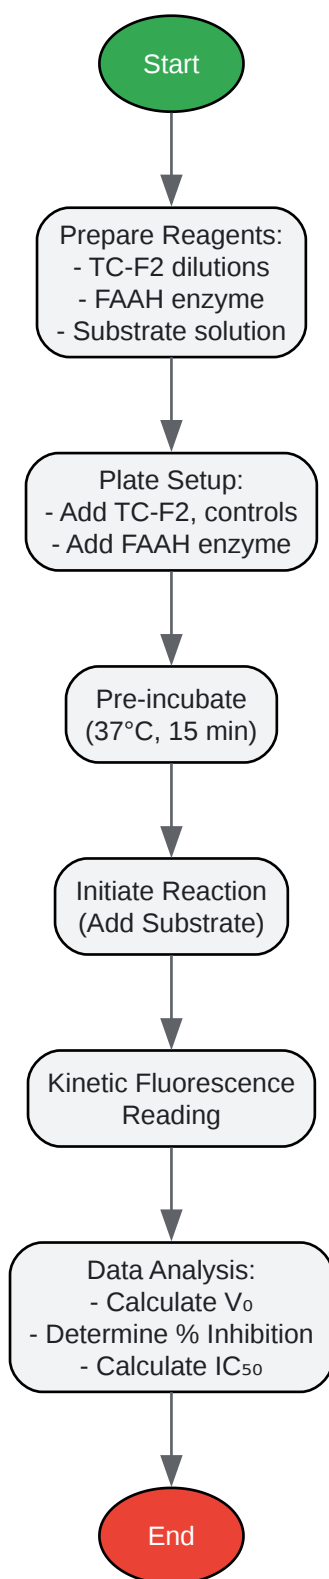 Start
Prepare Reagents:
- TC-F2 dilutions
- FAAH enzyme
- Substrate solution
Plate Setup:
- Add TC-F2, controls
- Add FAAH enzyme
Pre-incubate
(37°C, 15 min)
Initiate Reaction
(Add Substrate)
Kinetic Fluorescence
Reading
Data Analysis:
- Calculate V₀
- Determine % Inhibition
- Calculate IC₅₀
End